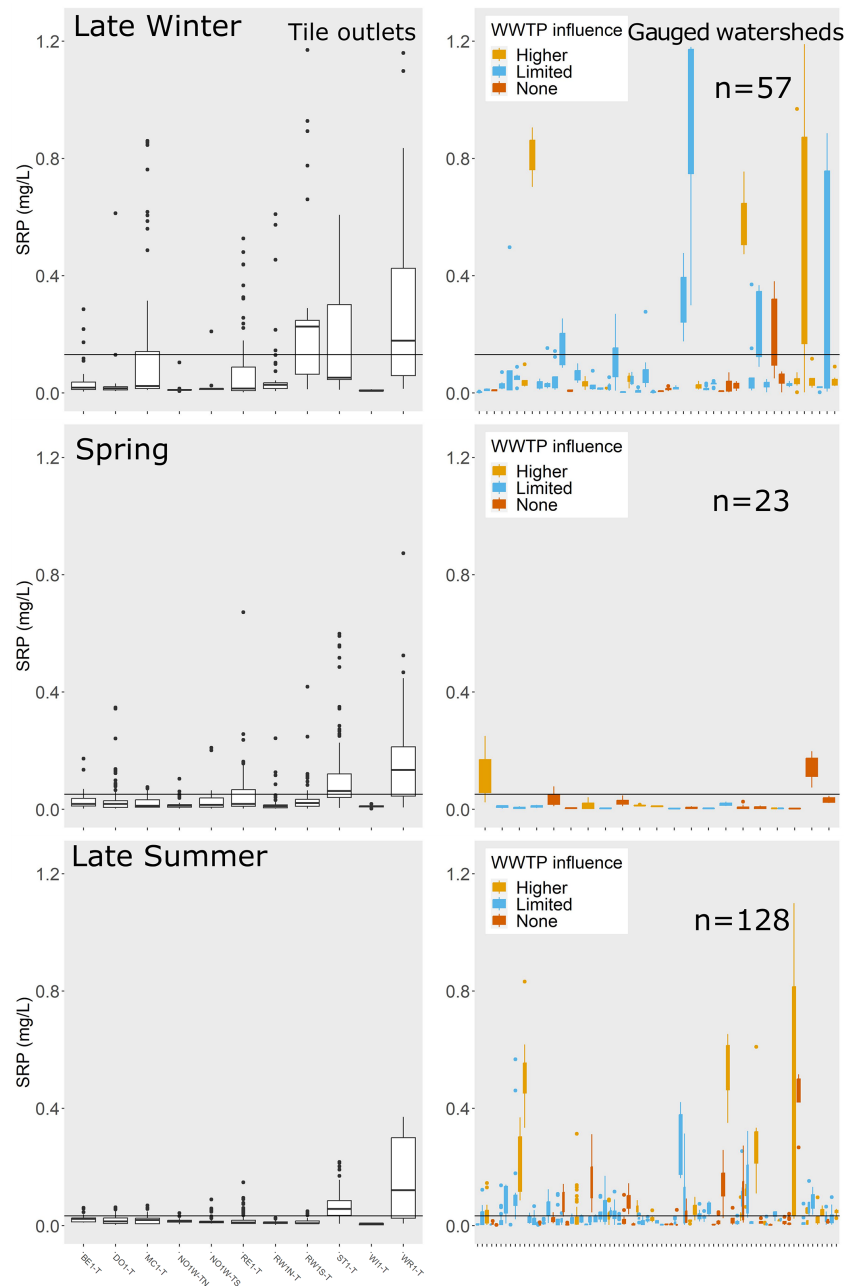 Late Winter
Tile outlets
WWTP influence
Higher
Limited
None
Gauged watersheds
n=57
SRP (mg/L)
1.2
0.8
0.4
0.0
1.2
0.8
0.4
0.0
Spring
WWTP influence
Higher
Limited
None
n=23
SRP (mg/L)
1.2
0.8
0.4
0.0
1.2
0.8
0.4
0.0
Late Summer
WWTP influence
Higher
Limited
None
n=128
SRP (mg/L)
1.2
0.8
0.4
0.0
1.2
0.8
0.4
0.0
BE1-T
DO1-T
MC1-T
NO1W-TN
NO1W-TS
RE1-T
RW1N-T
RW1S-T
ST1-T
WI1-T
WR1-T